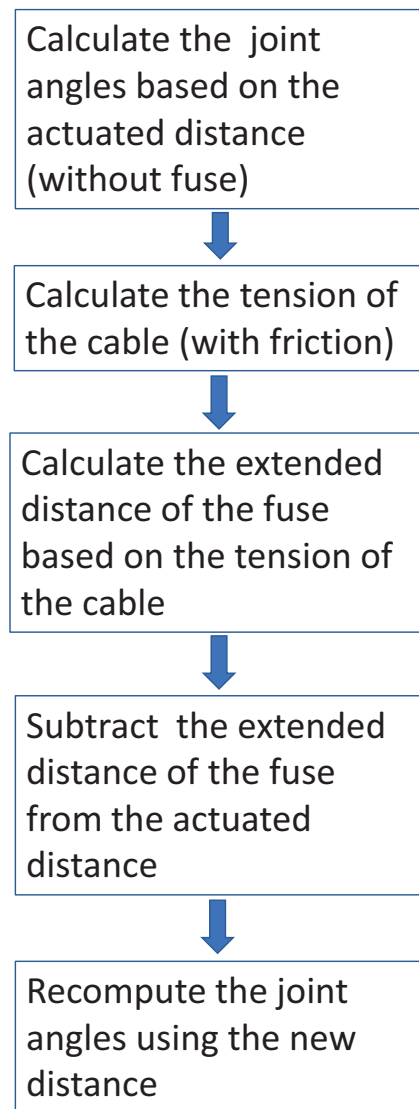 Calculate the  joint
angles based on the
actuated distance
(without fuse)
Calculate the tension of
the cable (with friction)
Calculate the extended
distance of the fuse
based on the tension of
the cable
Subtract  the extended
distance of the fuse
from the actuated
distance
Recompute the joint
angles using the new
distance